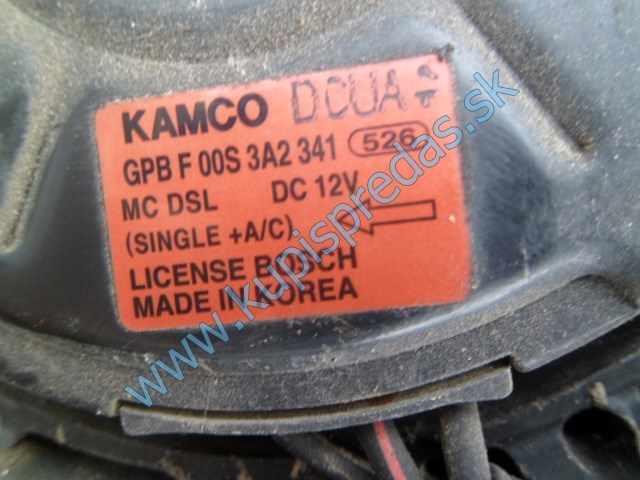 KAMCO
GPB F 00S 3A2 341 526
MC DSL DC 12V
(SINGLE +A/C)
LICENSE BOSCH
MADE IN KOREA
www.kupispredas.sk